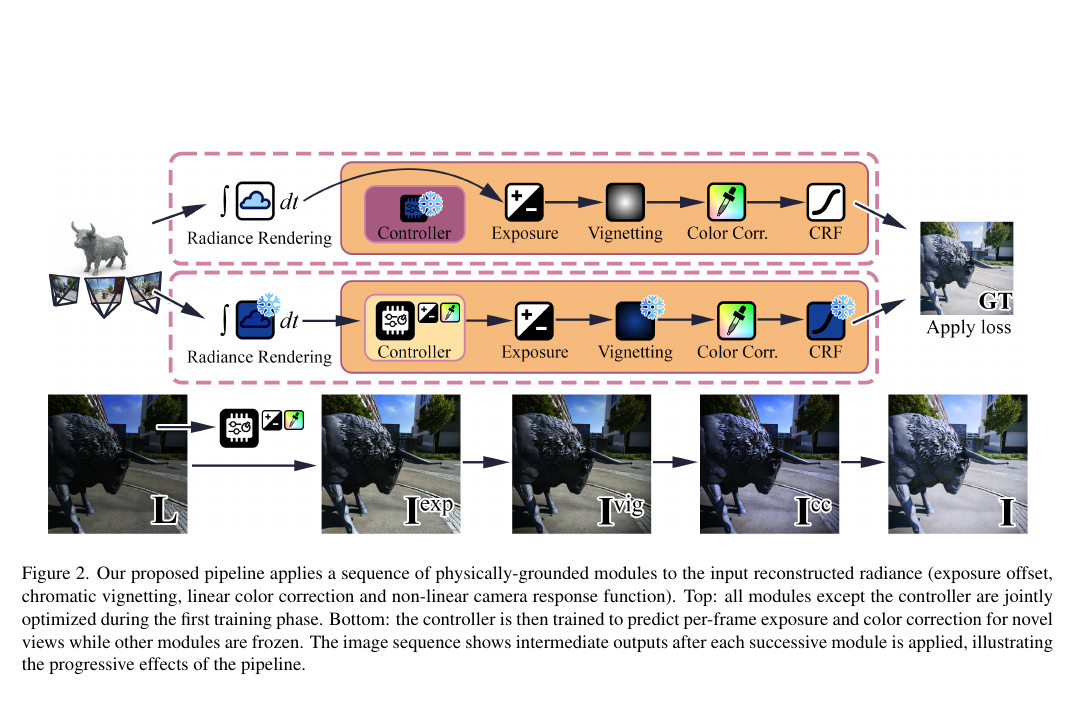 ∫ dt
Radiance Rendering
Controller
Exposure
Vignetting
Color Corr.
CRF
∫ dt
Radiance Rendering
Controller
Exposure
Vignetting
Color Corr.
CRF
GT
Apply loss
L
I^exp
I^vig
I^cc
I
Figure 2. Our proposed pipeline applies a sequence of physically-grounded modules to the input reconstructed radiance (exposure offset,
chromatic vignetting, linear color correction and non-linear camera response function). Top: all modules except the controller are jointly
optimized during the first training phase. Bottom: the controller is then trained to predict per-frame exposure and color correction for novel
views while other modules are frozen. The image sequence shows intermediate outputs after each successive module is applied, illustrating
the progressive effects of the pipeline.